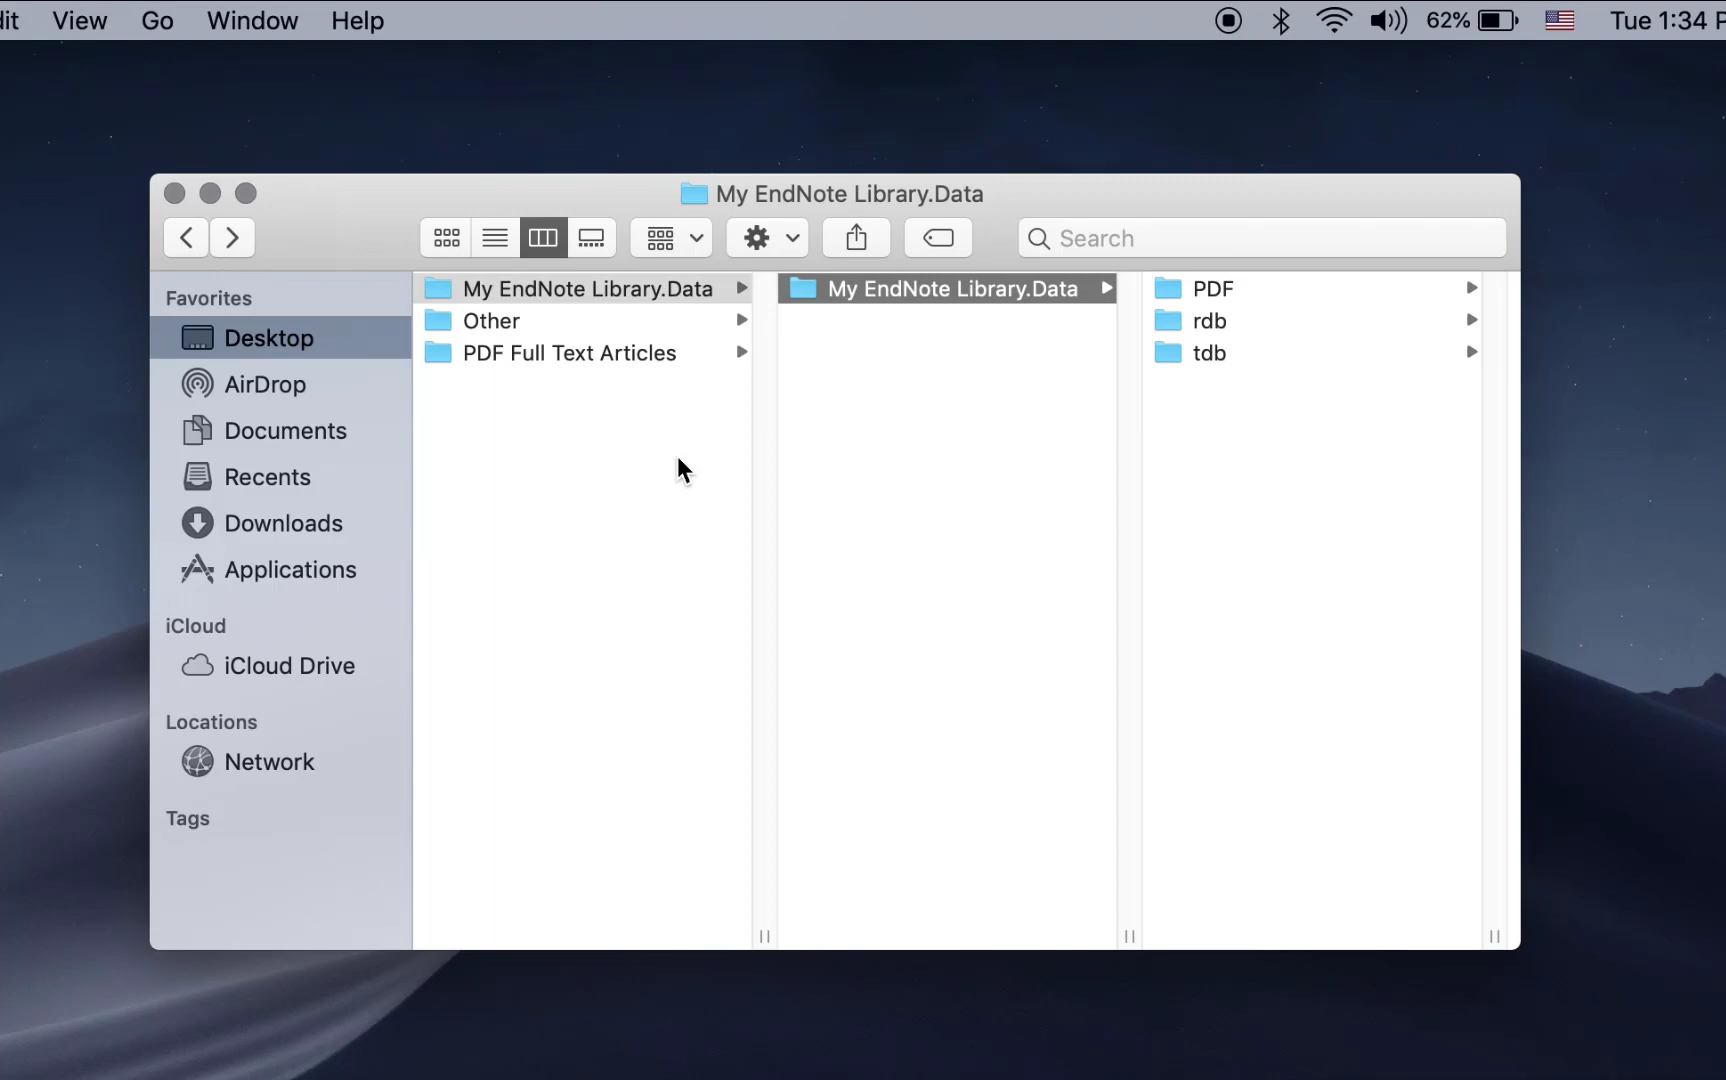 dit View Go Window Help 62% Tue 1:34 P
My EndNote Library.Data
Search
Favorites
Desktop
AirDrop
Documents
Recents
Downloads
Applications
iCloud
iCloud Drive
Locations
Network
Tags
My EndNote Library.Data
Other
PDF Full Text Articles
My EndNote Library.Data
PDF
rdb
tdb